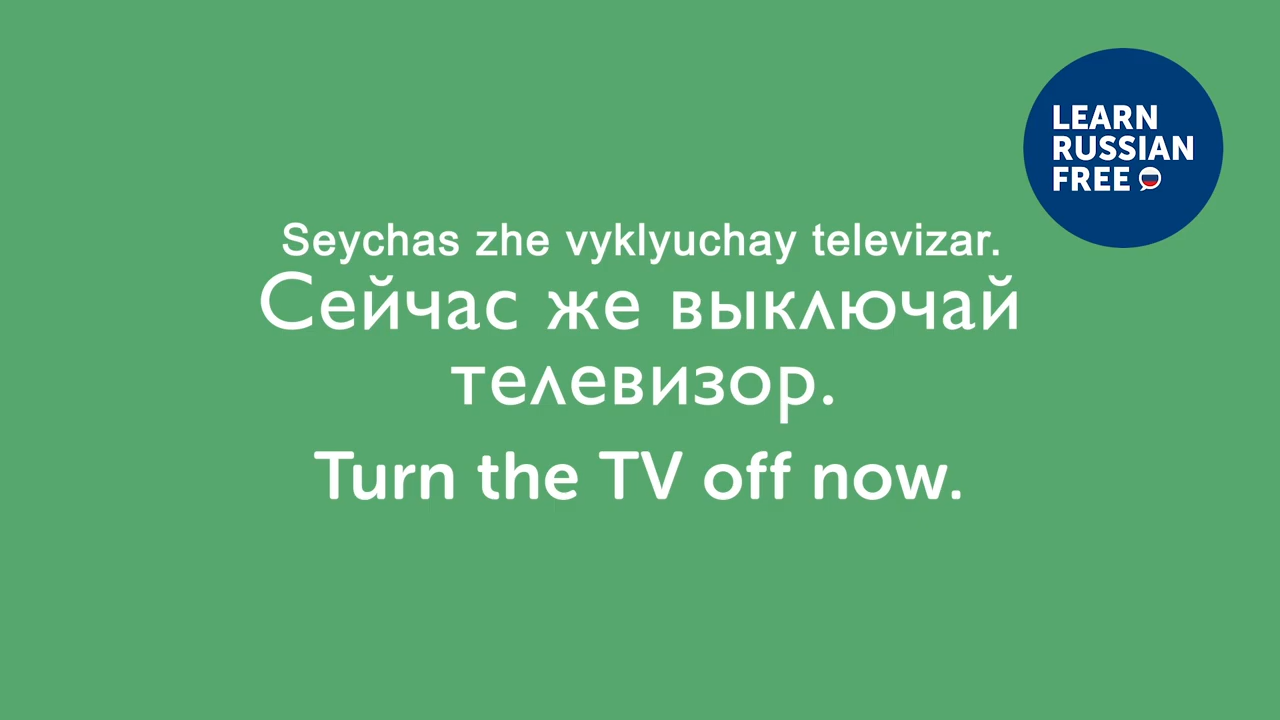 LEARN
RUSSIAN
FREE
Seychas zhe vyklyuchay televizar.
Сейчас же выключай
телевизор.
Turn the TV off now.